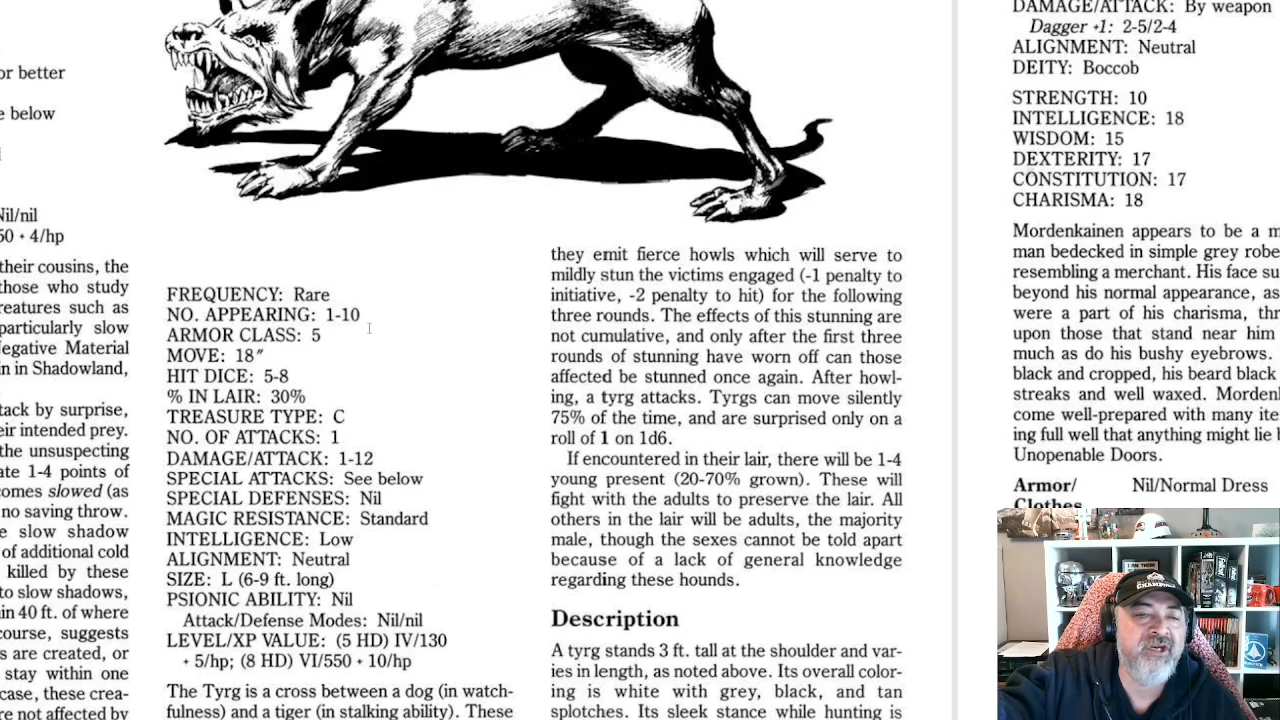 or better
e below
Nil/nil
50 + 4/hp
their cousins, the
those who study
creatures such as
particularly slow
Negative Material
in in Shadowland,
tack by surprise,
eir intended prey.
the unsuspecting
ate 1-4 points of
comes slowed (as
no saving throw.
e slow shadow
of additional cold
killed by these
to slow shadows,
in 40 ft. of where
course, suggests
s are created, or
stay within one
case, these crea-
re not affected by
FREQUENCY: Rare
NO. APPEARING: 1-10
ARMOR CLASS: 5
MOVE: 18″
HIT DICE: 5-8
% IN LAIR: 30%
TREASURE TYPE: C
NO. OF ATTACKS: 1
DAMAGE/ATTACK: 1-12
SPECIAL ATTACKS: See below
SPECIAL DEFENSES: Nil
MAGIC RESISTANCE: Standard
INTELLIGENCE: Low
ALIGNMENT: Neutral
SIZE: L (6-9 ft. long)
PSIONIC ABILITY: Nil
Attack/Defense Modes: Nil/nil
LEVEL/XP VALUE: (5 HD) IV/130
+ 5/hp; (8 HD) VI/550 + 10/hp
The Tyrg is a cross between a dog (in watch-
fulness) and a tiger (in stalking ability). These
they emit fierce howls which will serve to
mildly stun the victims engaged (-1 penalty to
initiative, -2 penalty to hit) for the following
three rounds. The effects of this stunning are
not cumulative, and only after the first three
rounds of stunning have worn off can those
affected be stunned once again. After howl-
ing, a tyrg attacks. Tyrgs can move silently
75% of the time, and are surprised only on a
roll of 1 on 1d6.
If encountered in their lair, there will be 1-4
young present (20-70% grown). These will
fight with the adults to preserve the lair. All
others in the lair will be adults, the majority
male, though the sexes cannot be told apart
because of a lack of general knowledge
regarding these hounds.
Description
A tyrg stands 3 ft. tall at the shoulder and var-
ies in length, as noted above. Its overall color-
ing is white with grey, black, and tan
splotches. Its sleek stance while hunting is
DAMAGE/ATTACK: By weapon
Dagger +1: 2-5/2-4
ALIGNMENT: Neutral
DEITY: Boccob
STRENGTH: 10
INTELLIGENCE: 18
WISDOM: 15
DEXTERITY: 17
CONSTITUTION: 17
CHARISMA: 18
Mordenkainen appears to be a m
man bedecked in simple grey robe
resembling a merchant. His face su
beyond his normal appearance, as
were a part of his charisma, thr
upon those that stand near him
much as do his bushy eyebrows.
black and cropped, his beard black
streaks and well waxed. Mordenk
come well-prepared with many ite
ing full well that anything might lie b
Unopenable Doors.
Armor/ Nil/Normal Dress
Clothes